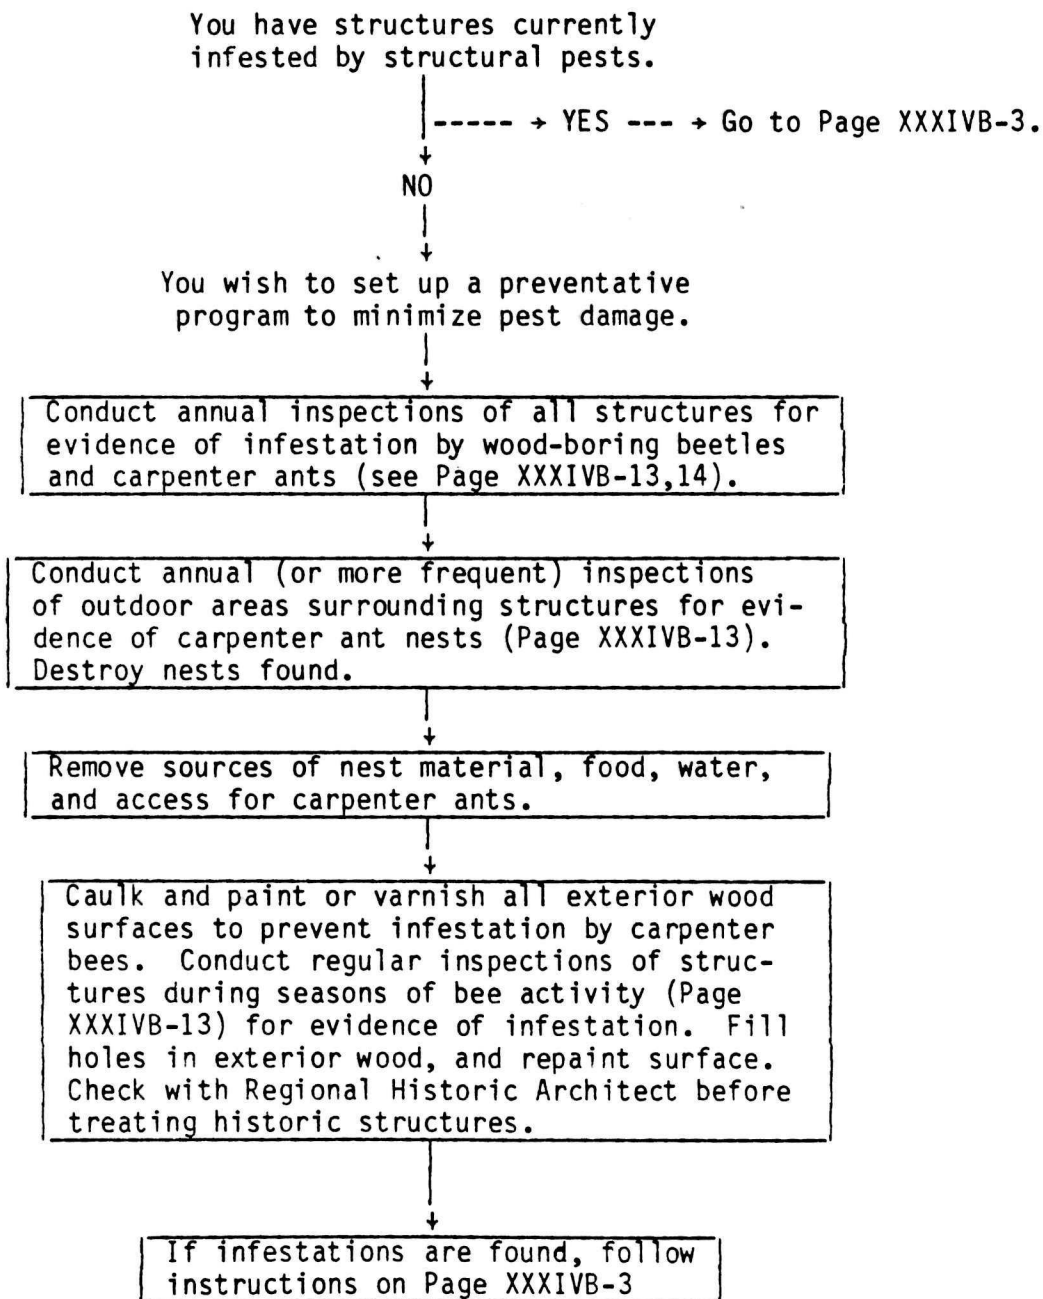 You have structures currently
infested by structural pests.
----- → YES --- → Go to Page XXXIVB-3.
NO
You wish to set up a preventative
program to minimize pest damage.
Conduct annual inspections of all structures for
evidence of infestation by wood-boring beetles
and carpenter ants (see Page XXXIVB-13,14).
Conduct annual (or more frequent) inspections
of outdoor areas surrounding structures for evi-
dence of carpenter ant nests (Page XXXIVB-13).
Destroy nests found.
Remove sources of nest material, food, water,
and access for carpenter ants.
Caulk and paint or varnish all exterior wood
surfaces to prevent infestation by carpenter
bees. Conduct regular inspections of struc-
tures during seasons of bee activity (Page
XXXIVB-13) for evidence of infestation. Fill
holes in exterior wood, and repaint surface.
Check with Regional Historic Architect before
treating historic structures.
If infestations are found, follow
instructions on Page XXXIVB-3